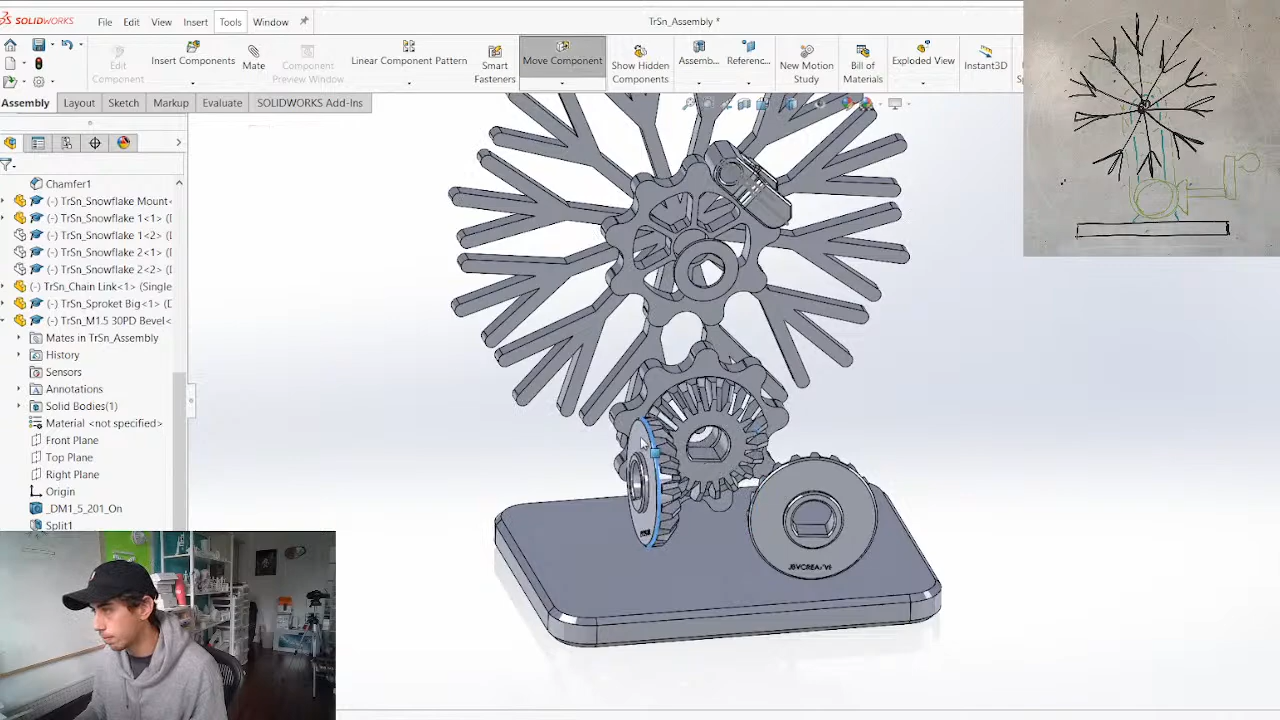 SOLIDWORKS File Edit View Insert Tools Window TrSn_Assembly *
Edit Component
Insert Components
Mate
Component Preview Window
Linear Component Pattern
Smart Fasteners
Move Component
Show Hidden Components
Assemb...
Referenc...
New Motion Study
Bill of Materials
Exploded View
Instant3D
Assembly Layout Sketch Markup Evaluate SOLIDWORKS Add-Ins
Chamfer1
(-) TrSn_Snowflake Mount<
(-) TrSn_Snowflake 1<1> (
(-) TrSn_Snowflake 1<2> (
(-) TrSn_Snowflake 2<1> (
(-) TrSn_Snowflake 2<2> (
(-) TrSn_Chain Link<1> (Single
(-) TrSn_Sproket Big<1> (
(-) TrSn_M1.5 30PD Bevel<
Mates in TrSn_Assembly
History
Sensors
Annotations
Solid Bodies(1)
Material <not specified>
Front Plane
Top Plane
Right Plane
Origin
_DM1_5_201_On
Split1
JBVCREATIVE